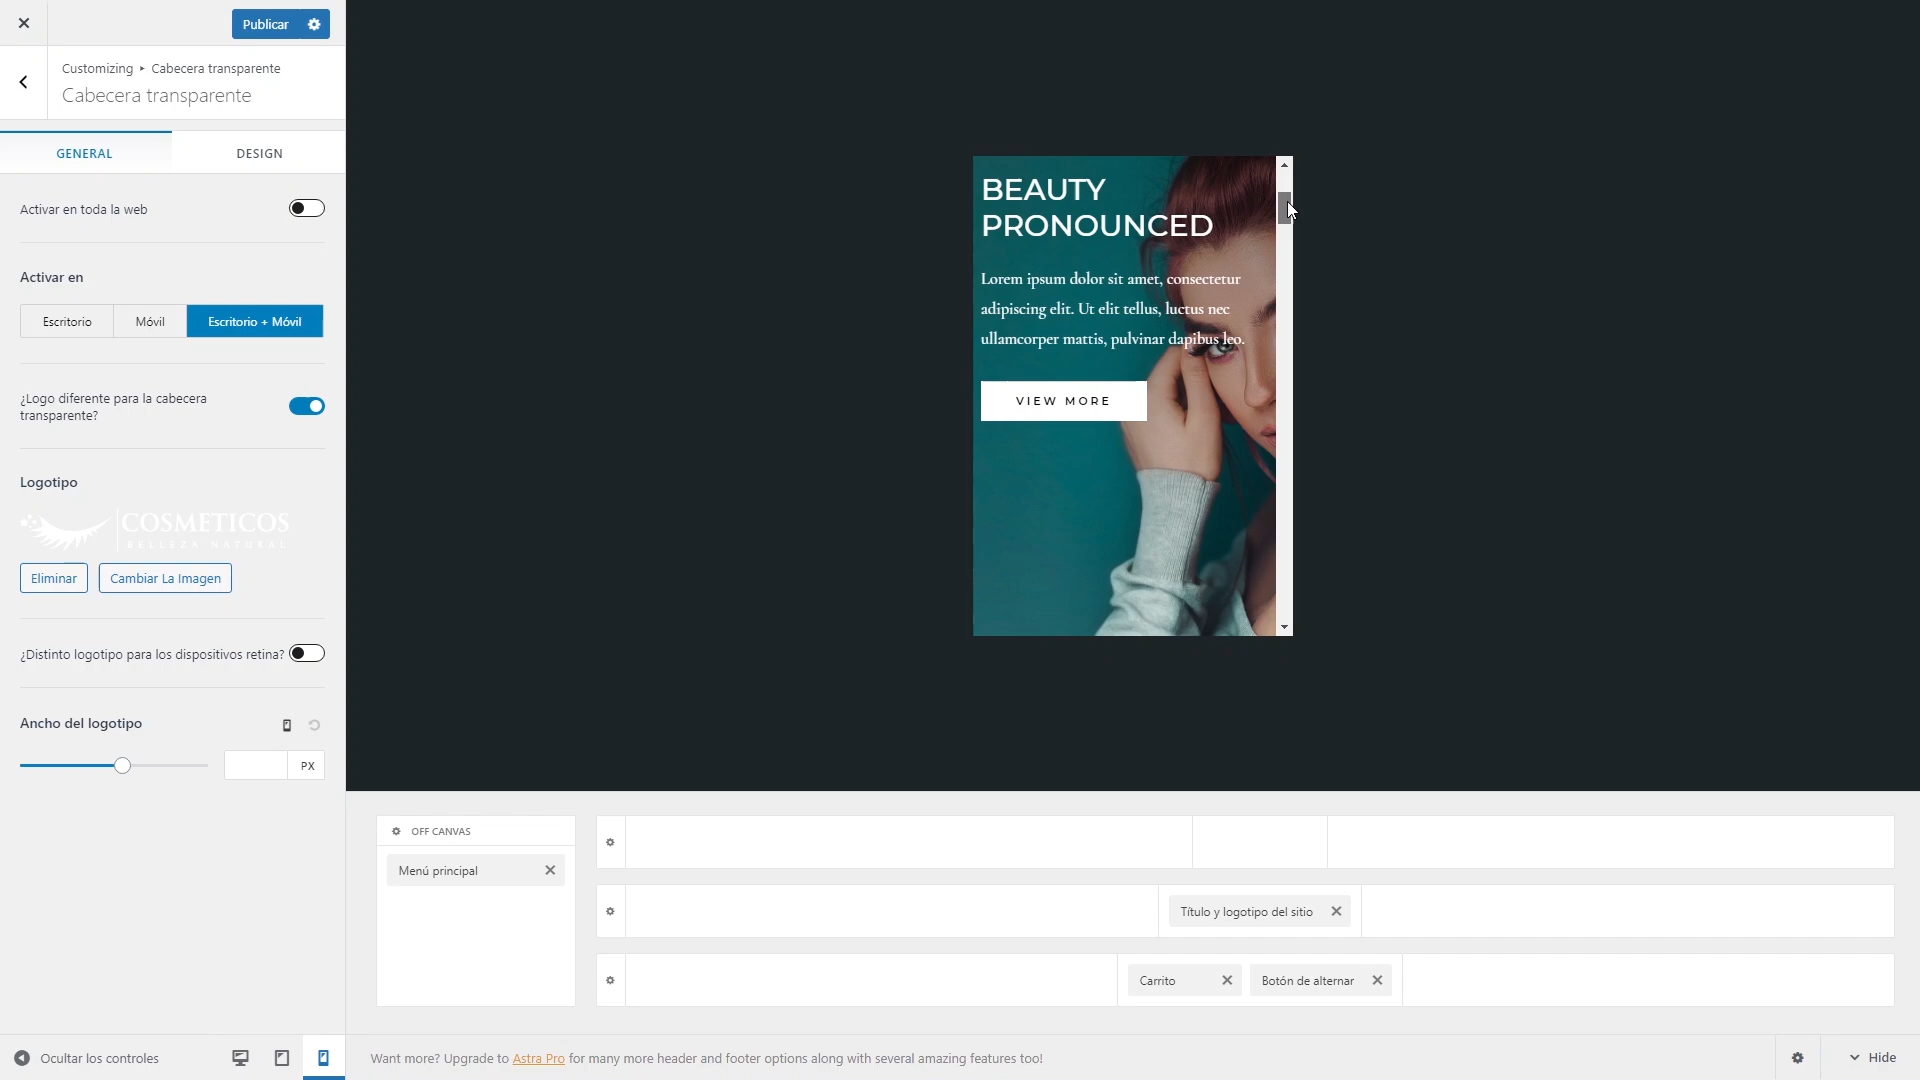 Publicar
Customizing ▸ Cabecera transparente
Cabecera transparente
GENERAL
DESIGN
Activar en toda la web
Activar en
Escritorio
Móvil
Escritorio + Móvil
¿Logo diferente para la cabecera
transparente?
Logotipo
COSMETICOS
BELLEZA NATURAL
Eliminar
Cambiar La Imagen
¿Distinto logotipo para los dispositivos retina?
Ancho del logotipo
PX
Ocultar los controles
BEAUTY
PRONOUNCED
Lorem ipsum dolor sit amet, consectetur
adipiscing elit. Ut elit tellus, luctus nec
ullamcorper mattis, pulvinar dapibus leo.
VIEW MORE
OFF CANVAS
Menú principal
Título y logotipo del sitio
Carrito
Botón de alternar
Want more? Upgrade to Astra Pro for many more header and footer options along with several amazing features too!
Hide